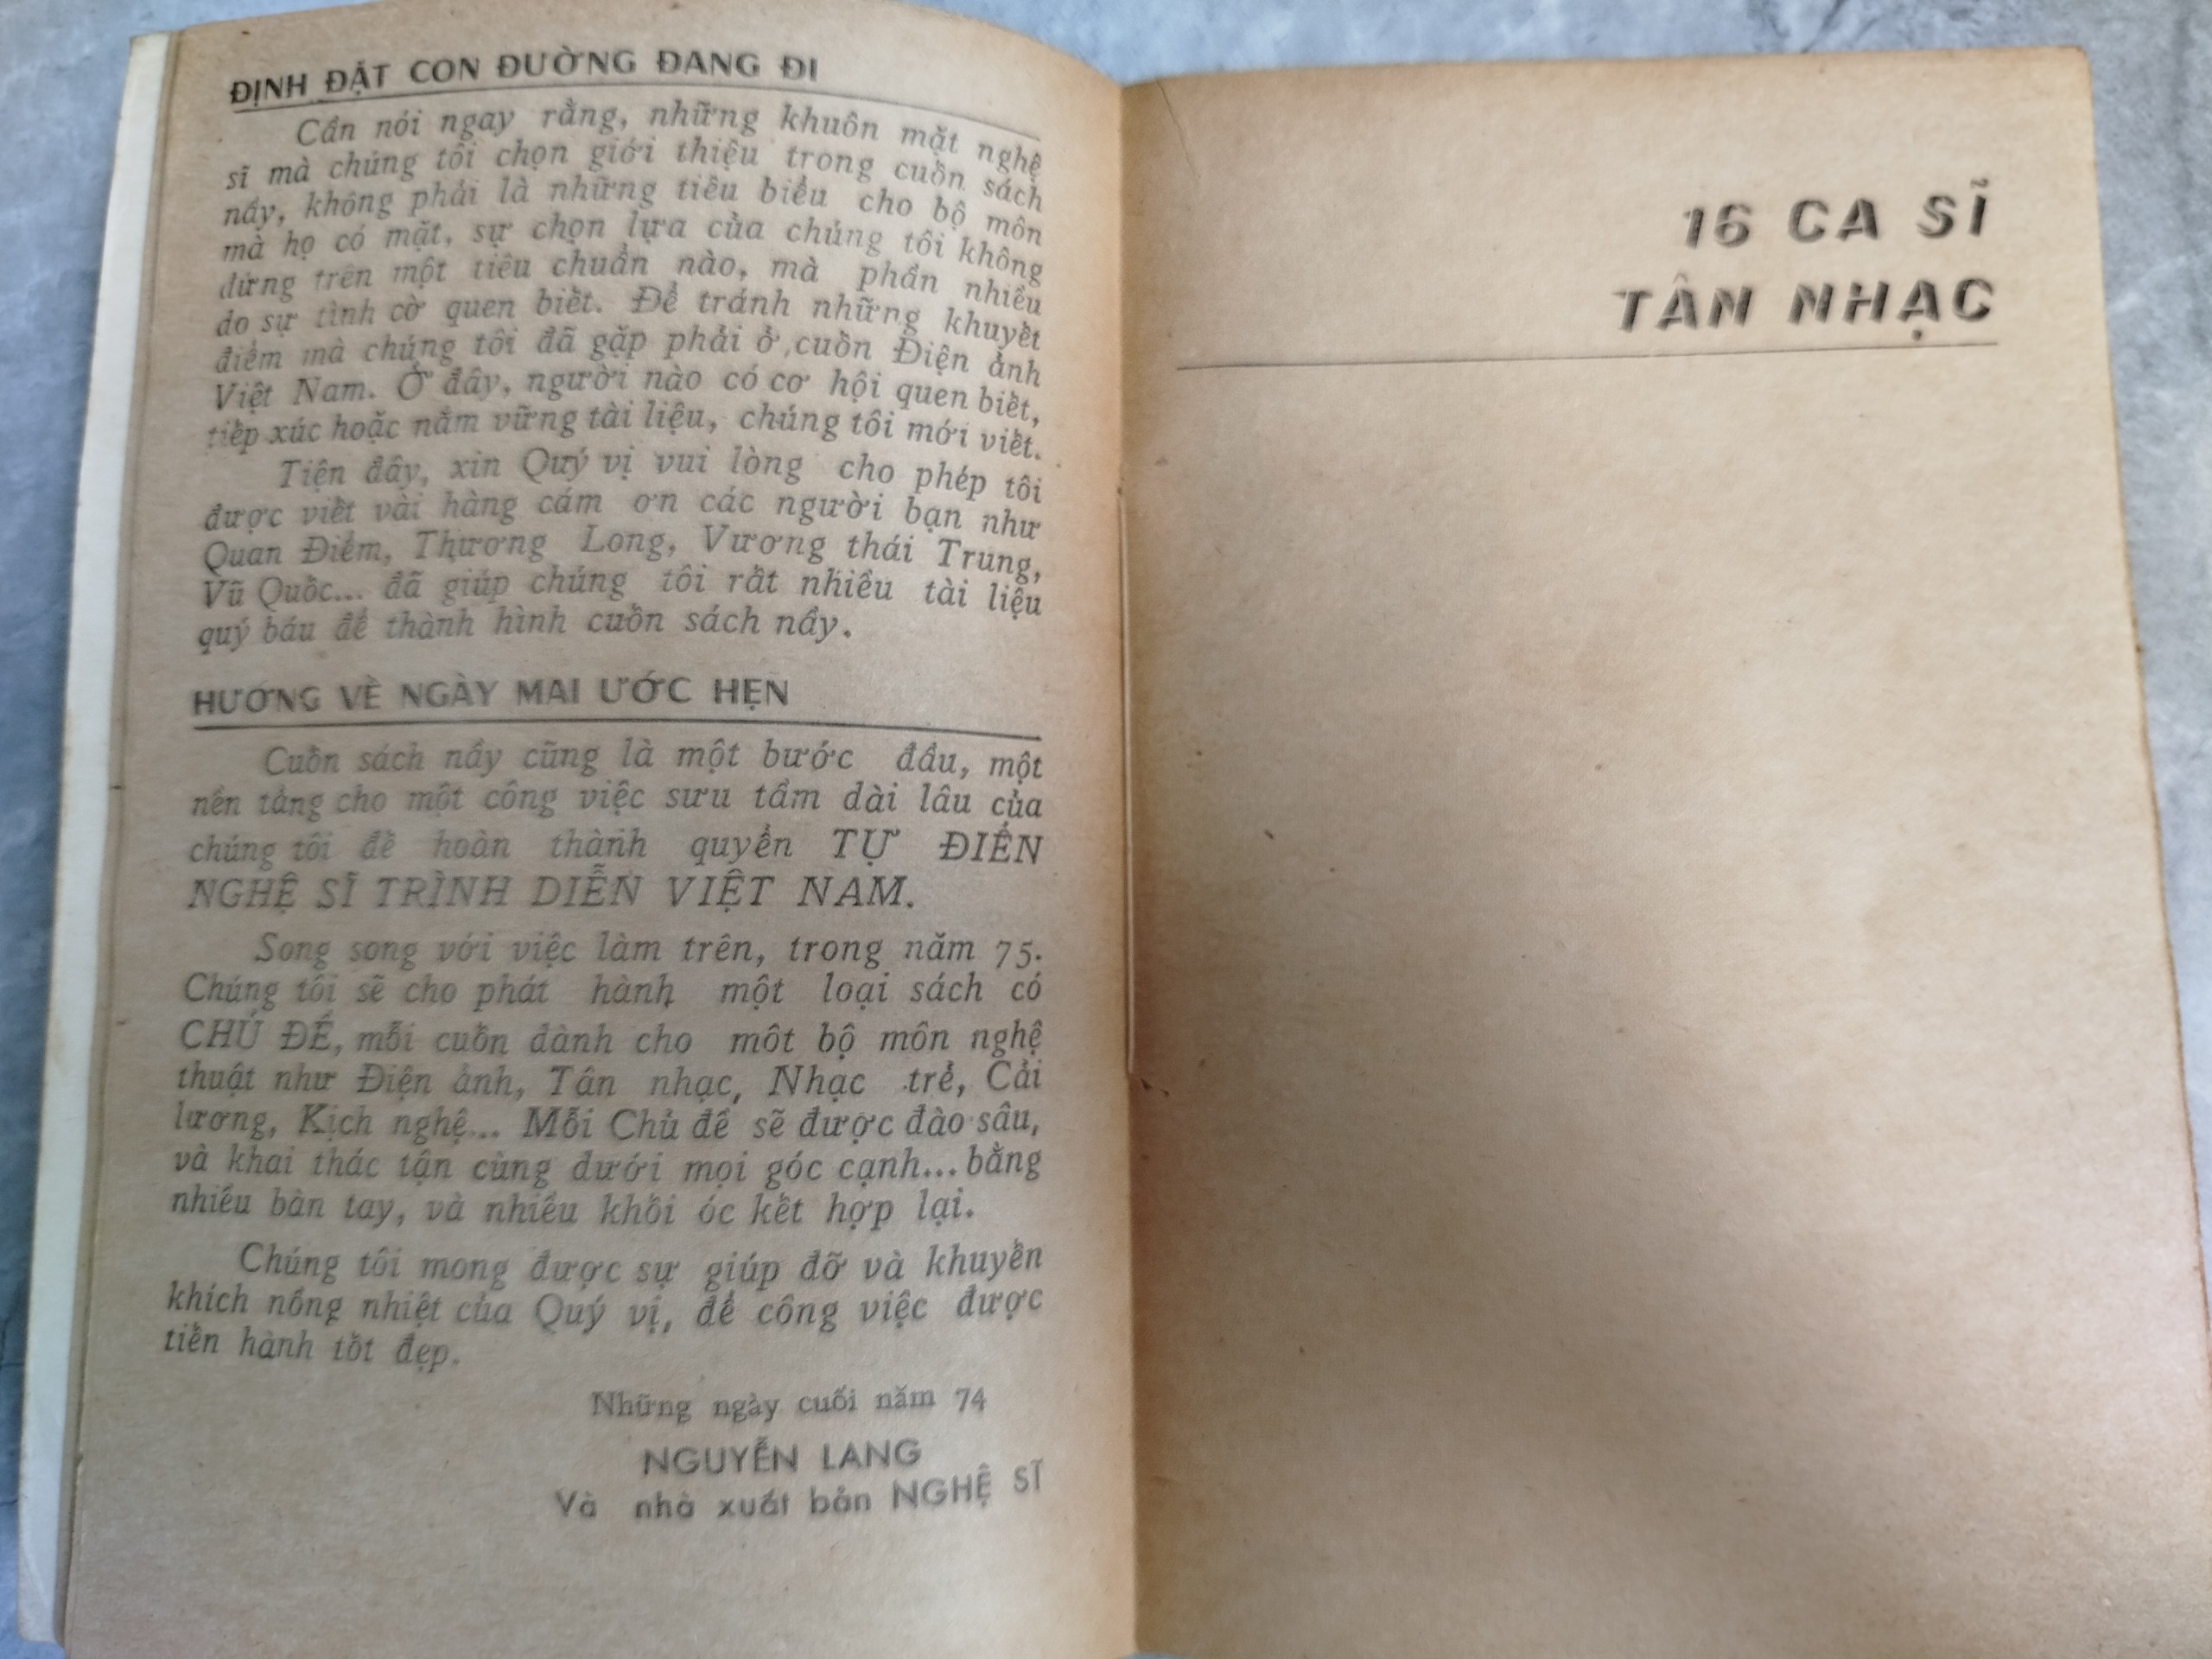 ĐỊNH ĐẶT CON ĐƯỜNG ĐANG ĐI
Cần nói ngay rằng, những khuôn mặt nghệ
sĩ mà chúng tôi chọn giới thiệu trong cuồn sách
nầy, không phải là những tiêu biểu cho bộ môn
mà họ có mặt, sự chọn lựa của chúng tôi không
đứng trên một tiêu chuẩn nào, mà phần nhiều
do sự tình cờ quen biết. Để tránh những khuyết
điểm mà chúng tôi đã gặp phải ở cuồn Điện ảnh
Việt Nam. Ở đây, người nào có cơ hội quen biết,
tiếp xúc hoặc nắm vững tài liệu, chúng tôi mới viết.
Tiện đây, xin Quý vị vui lòng cho phép tôi
được viết vài hàng cám ơn các người bạn như
Quan Điểm, Thương Long, Vương thái Trung,
Vũ Quốc... đã giúp chúng tôi rất nhiều tài liệu
quý báu để thành hình cuồn sách nầy.
HƯỚNG VỀ NGÀY MAI ƯỚC HẸN
Cuồn sách nầy cũng là một bước đầu, một
nền tảng cho một công việc sưu tầm dài lâu của
chúng tôi để hoàn thành quyển TỰ ĐIỂN
NGHỆ SĨ TRÌNH DIỄN VIỆT NAM.
Song song với việc làm trên, trong năm 75.
Chúng tôi sẽ cho phát hành một loại sách có
CHỦ ĐỀ, mỗi cuồn dành cho môt bộ môn nghệ
thuật như Điện ảnh, Tân nhạc, Nhạc trẻ, Cải
lương, Kịch nghệ... Mỗi Chủ đề sẽ được đào sâu,
và khai thác tận cùng dưới mọi góc cạnh... bằng
nhiều bàn tay, và nhiều khối óc kết hợp lại.
Chúng tôi mong được sự giúp đỡ và khuyến
khích nồng nhiệt của Quý vị, để công việc được
tiến hành tốt đẹp.
Những ngày cuối năm 74
NGUYỄN LANG
Và nhà xuất bản NGHỆ SĨ
16 CA SĨ
TÂN NHẠC